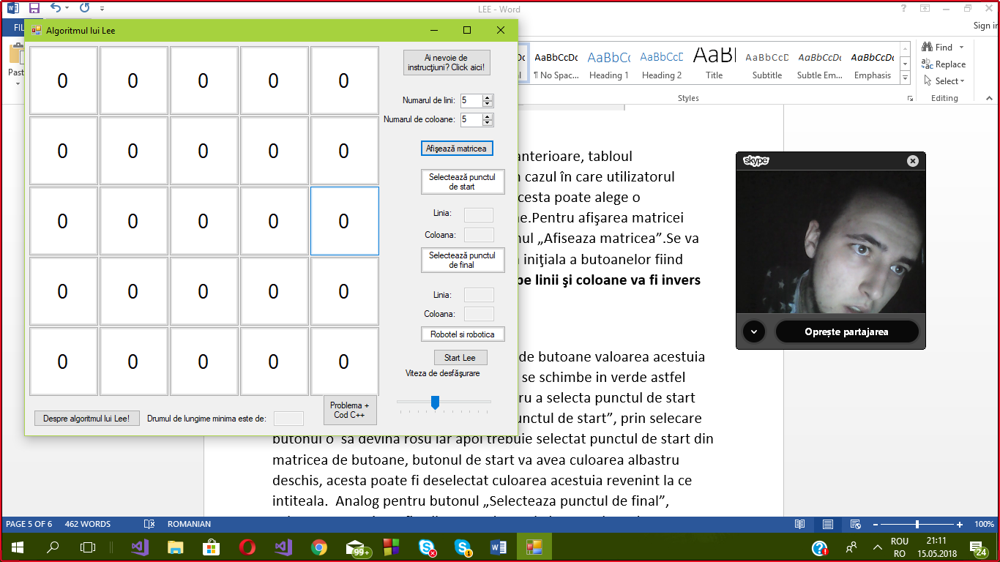 LEE - Word
FIL
Sign in
Past
Find
Replace
Select
Editing
AaBbCcDc
¶ No Spac...
AaBbCc
Heading 1
AaBbCcD
Heading 2
AaB
Title
AaBbCcD
Subtitle
AaBbCcDt
Subtle Em...
AaBbCcDt
Emphasis
Styles
Algoritmul lui Lee
0 0 0 0 0
0 0 0 0 0
0 0 0 0 0
0 0 0 0 0
0 0 0 0 0
Ai nevoie de
instrucţiuni? Click aici!
Numarul de lini: 5
Numarul de coloane: 5
Afişează matricea
Selectează punctul
de start
Linia:
Coloana:
Selectează punctul
de final
Linia:
Coloana:
Robotel si robotica
Start Lee
Viteza de desfăşurare
Problema +
Cod C++
Despre algoritmul lui Lee!
Drumul de lungime minima este de:
anterioare, tabloul
cazul în care utilizatorul
cesta poate alege o
ne.Pentru afişarea matricei
nul „Afiseaza matricea”.Se va
iniţiala a butoanelor fiind
pe linii şi coloane va fi invers
de butoane valoarea acestuia
se schimbe in verde astfel
ru a selecta punctul de start
unctul de start”, prin selecare
butonul o sa devina rosu iar apoi trebuie selectat punctul de start din
matricea de butoane, butonul de start va avea culoarea albastru
deschis, acesta poate fi deselectat culoarea acestuia revenint la ce
intiteala. Analog pentru butonul „Selecteaza punctul de final”,
skype
Oprește partajarea
PAGE 5 OF 6
462 WORDS
ROMANIAN
100%
99+
1
ROU
RO
21:11
15.05.2018
24